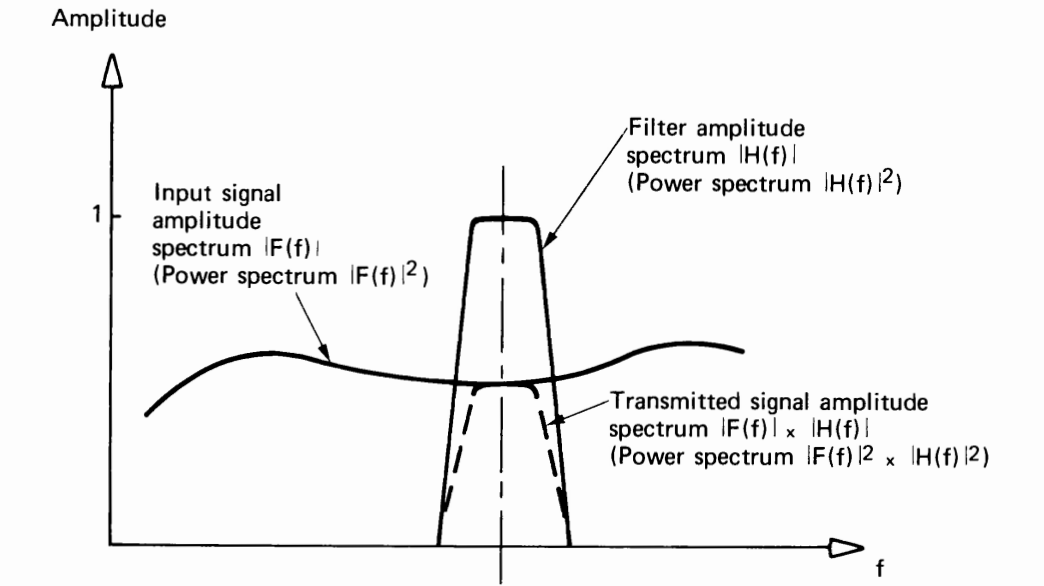 Amplitude
Filter amplitude
spectrum |H(f)|
(Power spectrum |H(f)|²)
Input signal
amplitude
spectrum |F(f)|
(Power spectrum |F(f)|²)
1
Transmitted signal amplitude
spectrum |F(f)| × |H(f)|
(Power spectrum |F(f)|² × |H(f)|²)
f